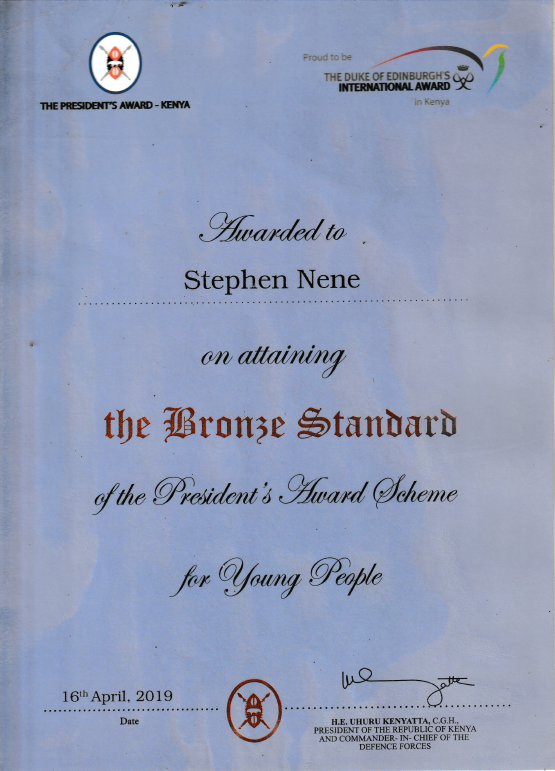 THE PRESIDENT'S AWARD - KENYA
Proud to be
THE DUKE OF EDINBURGH'S
INTERNATIONAL AWARD
in Kenya
Awarded to
Stephen Nene
on attaining
the Bronze Standard
of the President's Award Scheme
for Young People
16th April, 2019
Date
H.E. UHURU KENYATTA, C.G.H.,
PRESIDENT OF THE REPUBLIC OF KENYA
AND COMMANDER- IN- CHIEF OF THE
DEFENCE FORCES